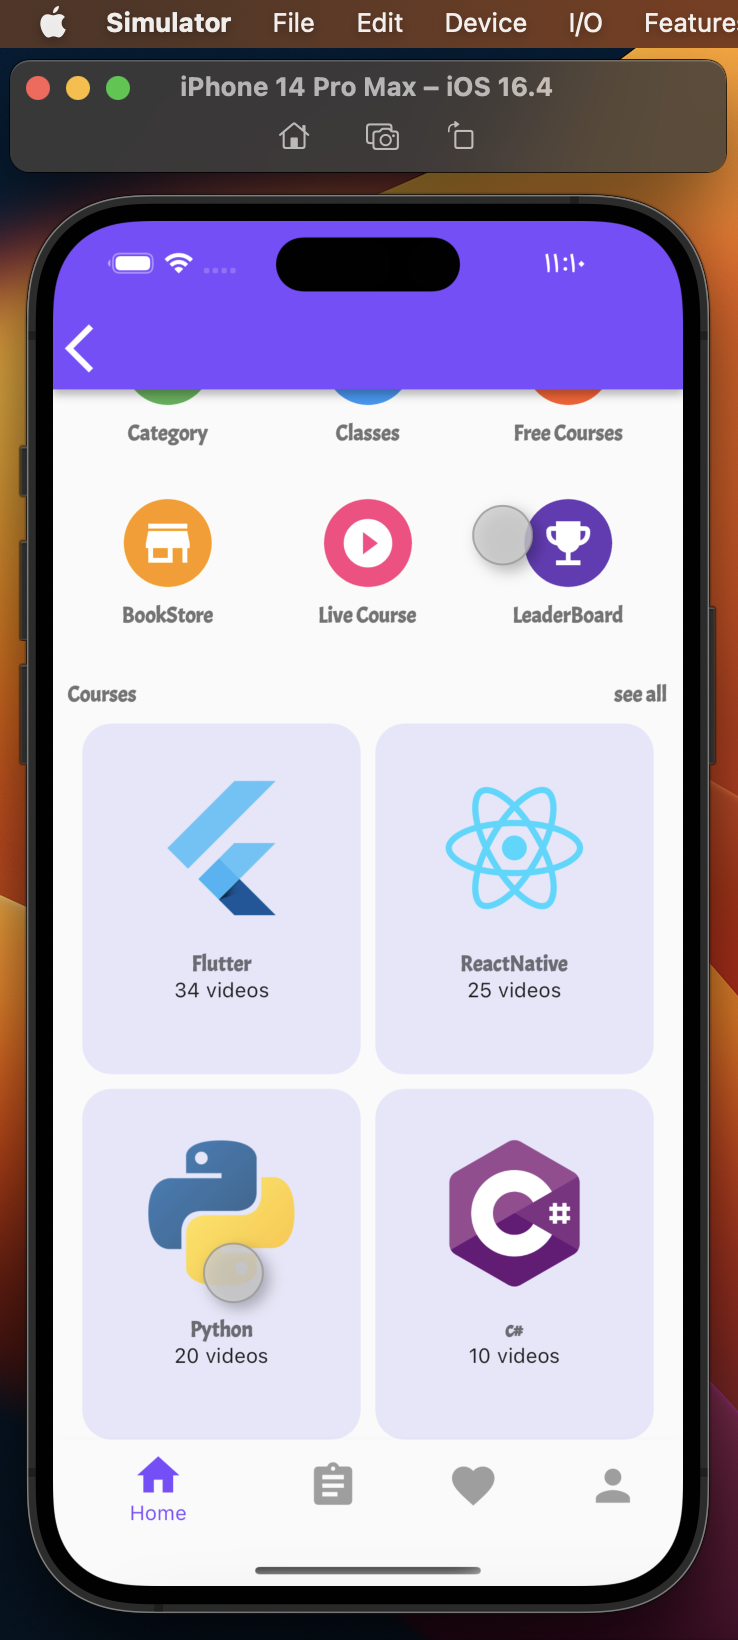 Simulator File Edit Device I/O Features
iPhone 14 Pro Max – iOS 16.4
١١:١٠
Category Classes Free Courses
BookStore Live Course LeaderBoard
Courses see all
Flutter ReactNative
34 videos 25 videos
Python c#
20 videos 10 videos
Home